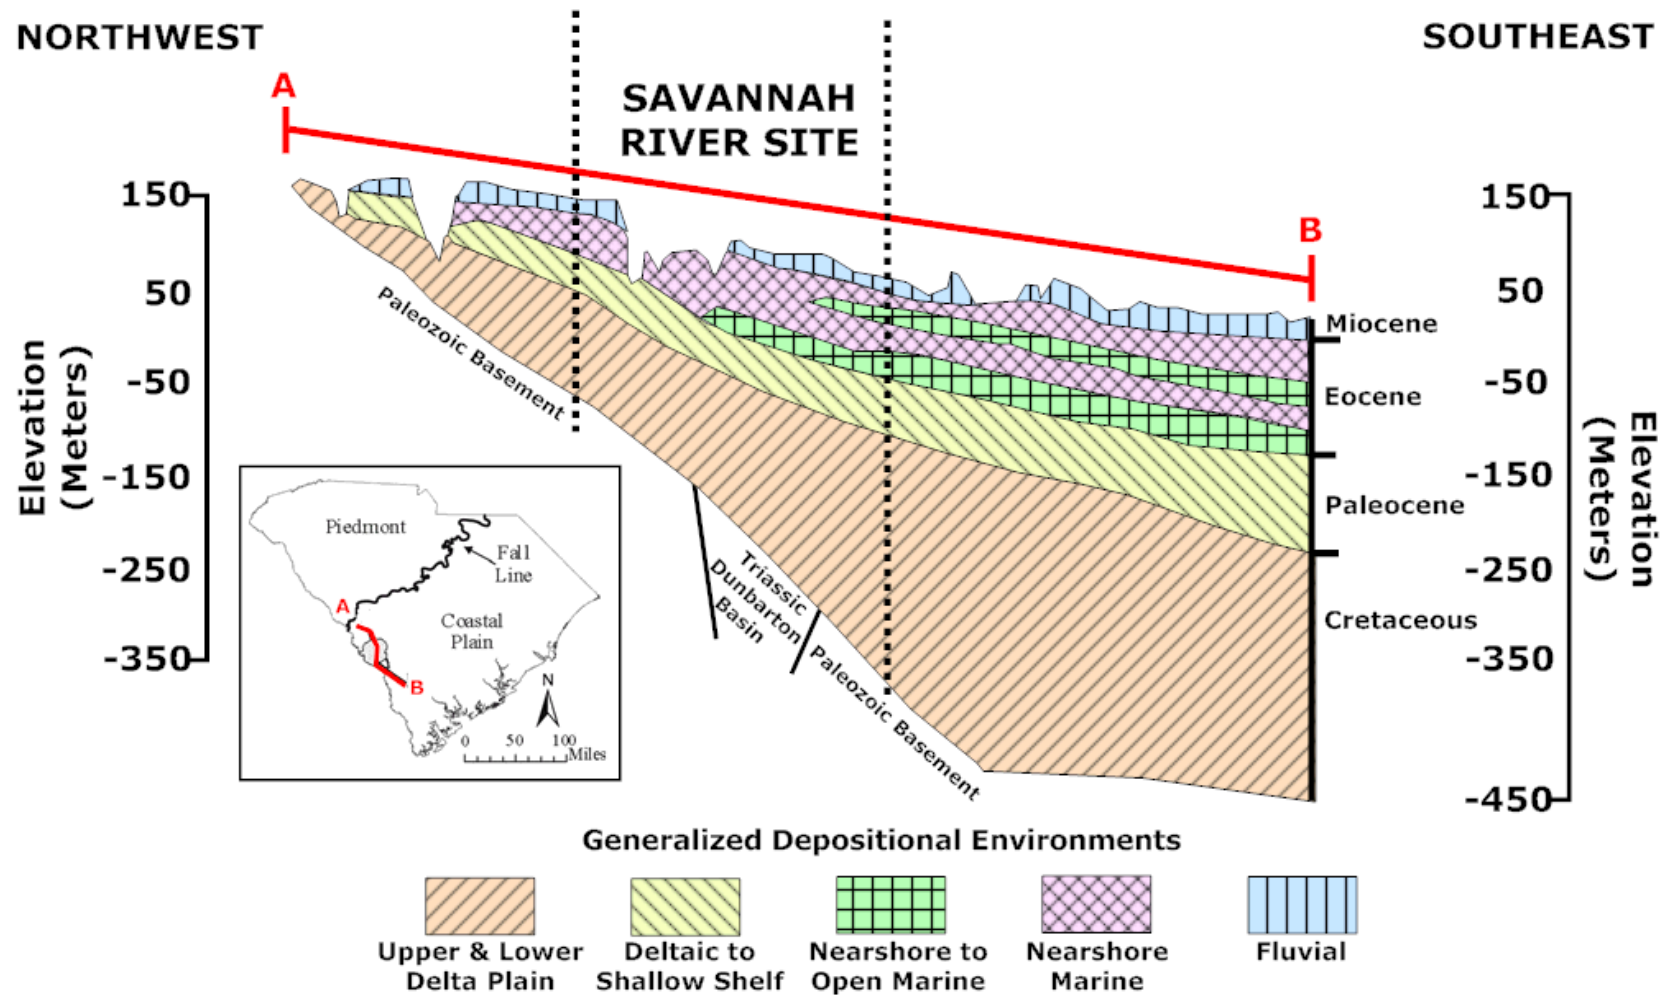 NORTHWEST
SOUTHEAST
A
SAVANNAH
RIVER SITE
B
150
50
-50
-150
-250
-350
Elevation
(Meters)
150
50
-50
-150
-250
-350
-450
Elevation
(Meters)
Miocene
Eocene
Paleocene
Cretaceous
Paleozoic Basement
Triassic
Dunbarton
Basin
Paleozoic Basement
Piedmont
Fall
Line
Coastal
Plain
A
B
N
0 50 100
Miles
Generalized Depositional Environments
Upper & Lower
Delta Plain
Deltaic to
Shallow Shelf
Nearshore to
Open Marine
Nearshore
Marine
Fluvial